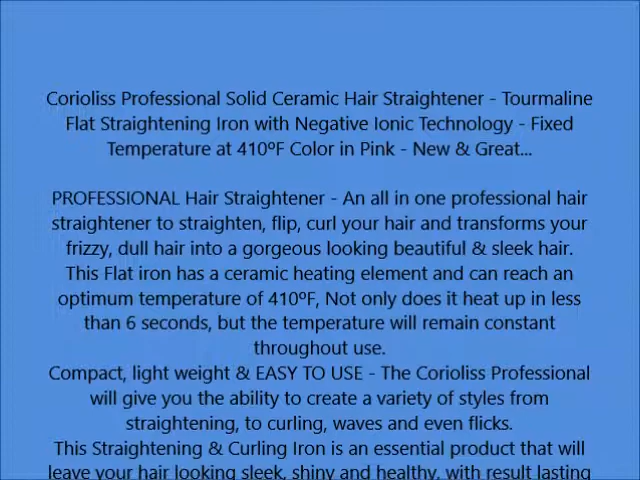 Corioliss Professional Solid Ceramic Hair Straightener - Tourmaline
Flat Straightening Iron with Negative Ionic Technology - Fixed
Temperature at 410ºF Color in Pink - New & Great...
PROFESSIONAL Hair Straightener - An all in one professional hair
straightener to straighten, flip, curl your hair and transforms your
frizzy, dull hair into a gorgeous looking beautiful & sleek hair.
This Flat iron has a ceramic heating element and can reach an
optimum temperature of 410ºF, Not only does it heat up in less
than 6 seconds, but the temperature will remain constant
throughout use.
Compact, light weight & EASY TO USE - The Corioliss Professional
will give you the ability to create a variety of styles from
straightening, to curling, waves and even flicks.
This Straightening & Curling Iron is an essential product that will
leave your hair looking sleek, shiny and healthy, with result lasting